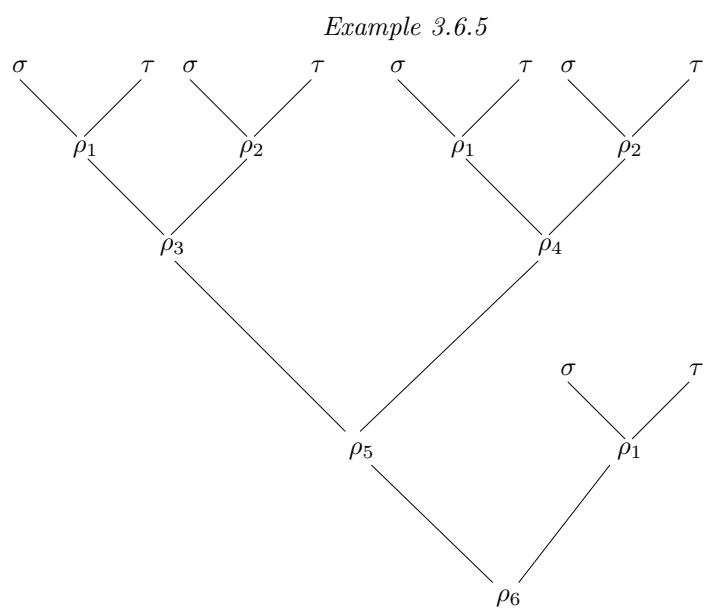 Example 3.6.5
σ τ σ τ σ τ σ τ
ρ₁ ρ₂ ρ₁ ρ₂
ρ₃ ρ₄
σ τ
ρ₅ ρ₁
ρ₆